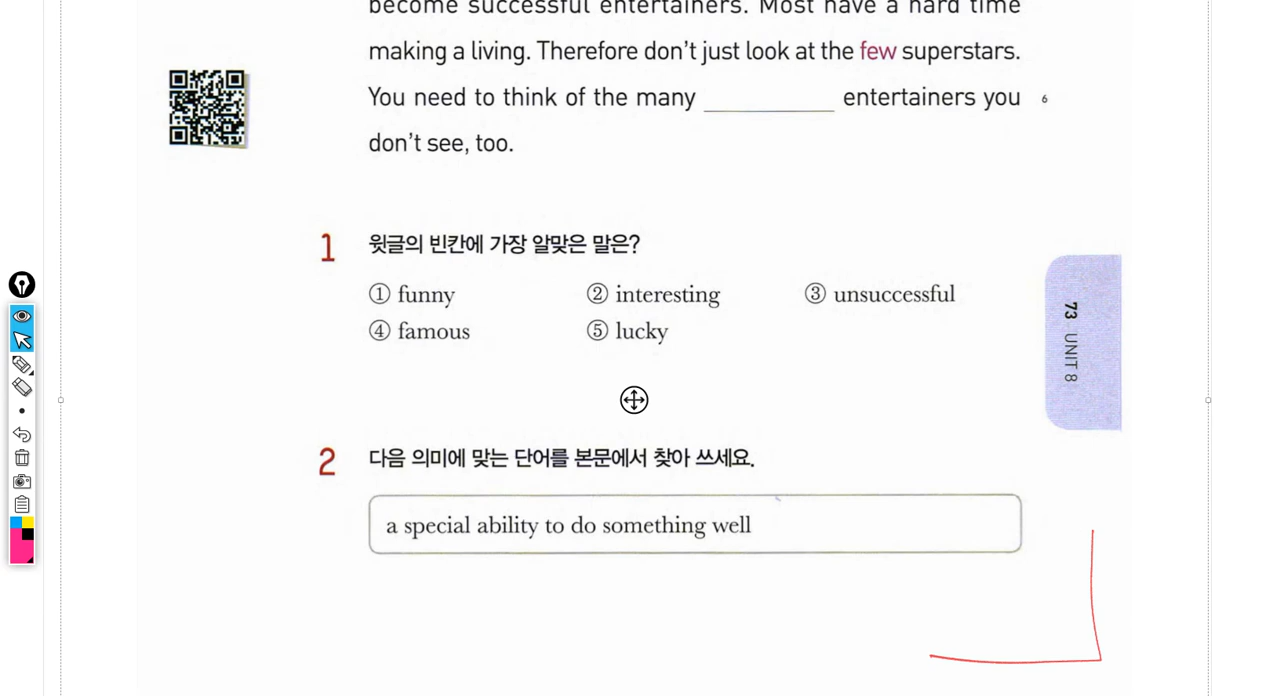 become successful entertainers. Most have a hard time
making a living. Therefore don't just look at the few superstars.
You need to think of the many __________ entertainers you 6
don't see, too.
1 윗글의 빈칸에 가장 알맞은 말은?
① funny ② interesting ③ unsuccessful
④ famous ⑤ lucky
73 UNIT 8
2 다음 의미에 맞는 단어를 본문에서 찾아 쓰세요.
a special ability to do something well